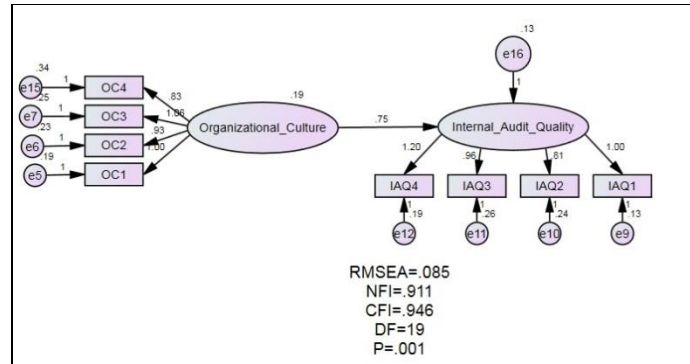 .13
e16
1
.34
e15
1
OC4
.83
.25
e7
1
OC3
1.06
.23
e6
1
OC2
.93
.19
e5
1
OC1
1.00
.19
Organizational_Culture
.75
Internal_Audit_Quality
1.20
.96
.81
1.00
IAQ4
IAQ3
IAQ2
IAQ1
1
1
1
1
.19
.26
.24
.13
e12
e11
e10
e9
RMSEA=.085
NFI=.911
CFI=.946
DF=19
P=.001